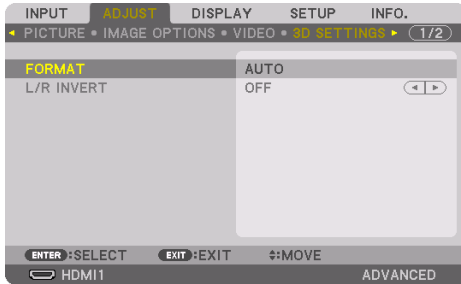 INPUT ADJUST DISPLAY SETUP INFO.
PICTURE • IMAGE OPTIONS • VIDEO • 3D SETTINGS 1/2
FORMAT AUTO
L/R INVERT OFF
ENTER :SELECT EXIT :EXIT :MOVE
HDMI1 ADVANCED